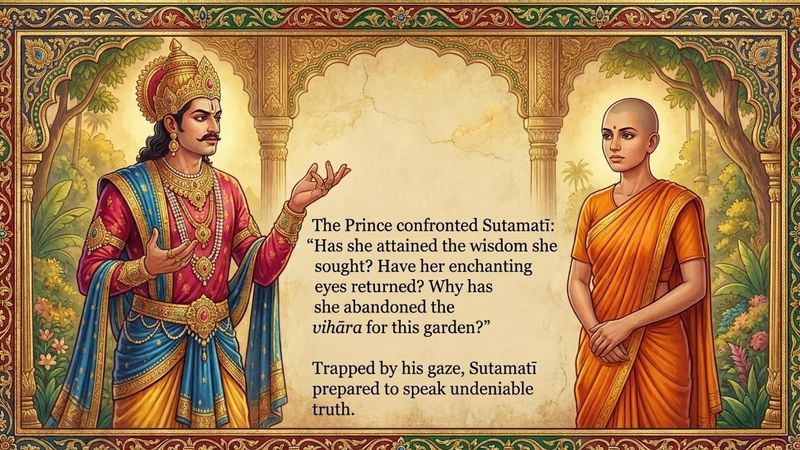 The Prince confronted Sutamatī:
“Has she attained the wisdom she
sought? Have her enchanting
eyes returned? Why has
she abandoned the
vihāra for this garden?”
Trapped by his gaze, Sutamatī
prepared to speak undeniable
truth.